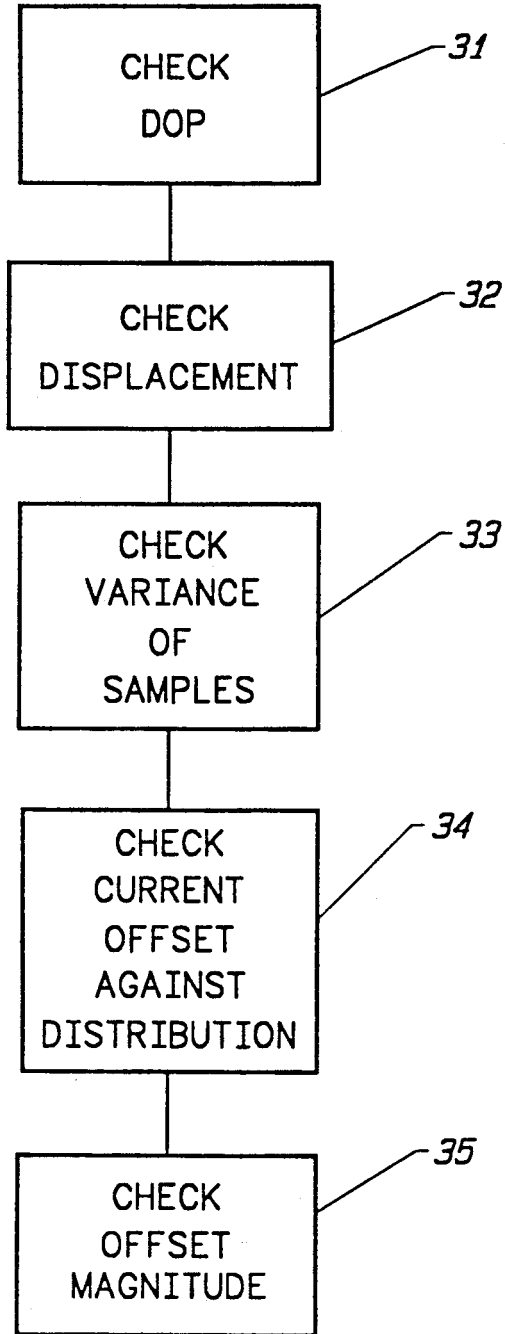 CHECK
DOP
31
CHECK
DISPLACEMENT
32
CHECK
VARIANCE
OF
SAMPLES
33
CHECK
CURRENT
OFFSET
AGAINST
DISTRIBUTION
34
CHECK
OFFSET
MAGNITUDE
35